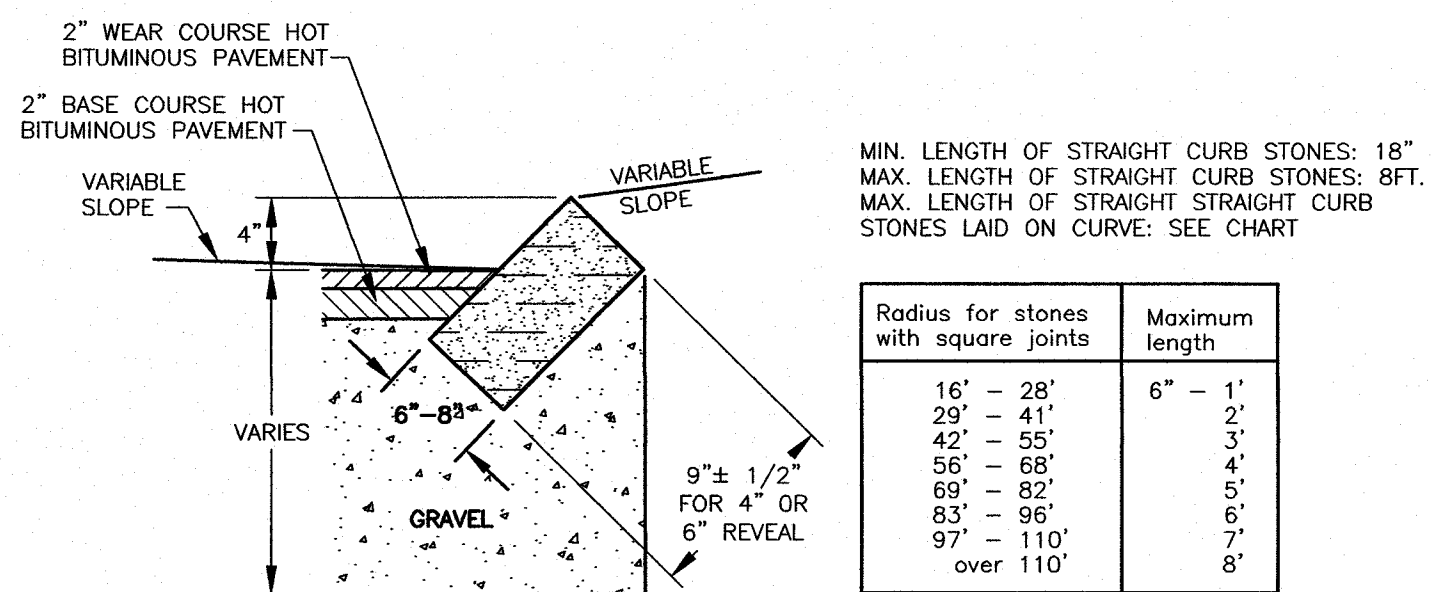 2" WEAR COURSE HOT
BITUMINOUS PAVEMENT
2" BASE COURSE HOT
BITUMINOUS PAVEMENT
VARIABLE
SLOPE
4"
VARIABLE
SLOPE
VARIES
6"-8"
GRAVEL
9"± 1/2"
FOR 4" OR
6" REVEAL
MIN. LENGTH OF STRAIGHT CURB STONES: 18"
MAX. LENGTH OF STRAIGHT CURB STONES: 8FT.
MAX. LENGTH OF STRAIGHT STRAIGHT CURB
STONES LAID ON CURVE: SEE CHART
Radius for stones
with square joints
Maximum
length
16' – 28' 6" – 1'
29' – 41' 2'
42' – 55' 3'
56' – 68' 4'
69' – 82' 5'
83' – 96' 6'
97' – 110' 7'
over 110' 8'